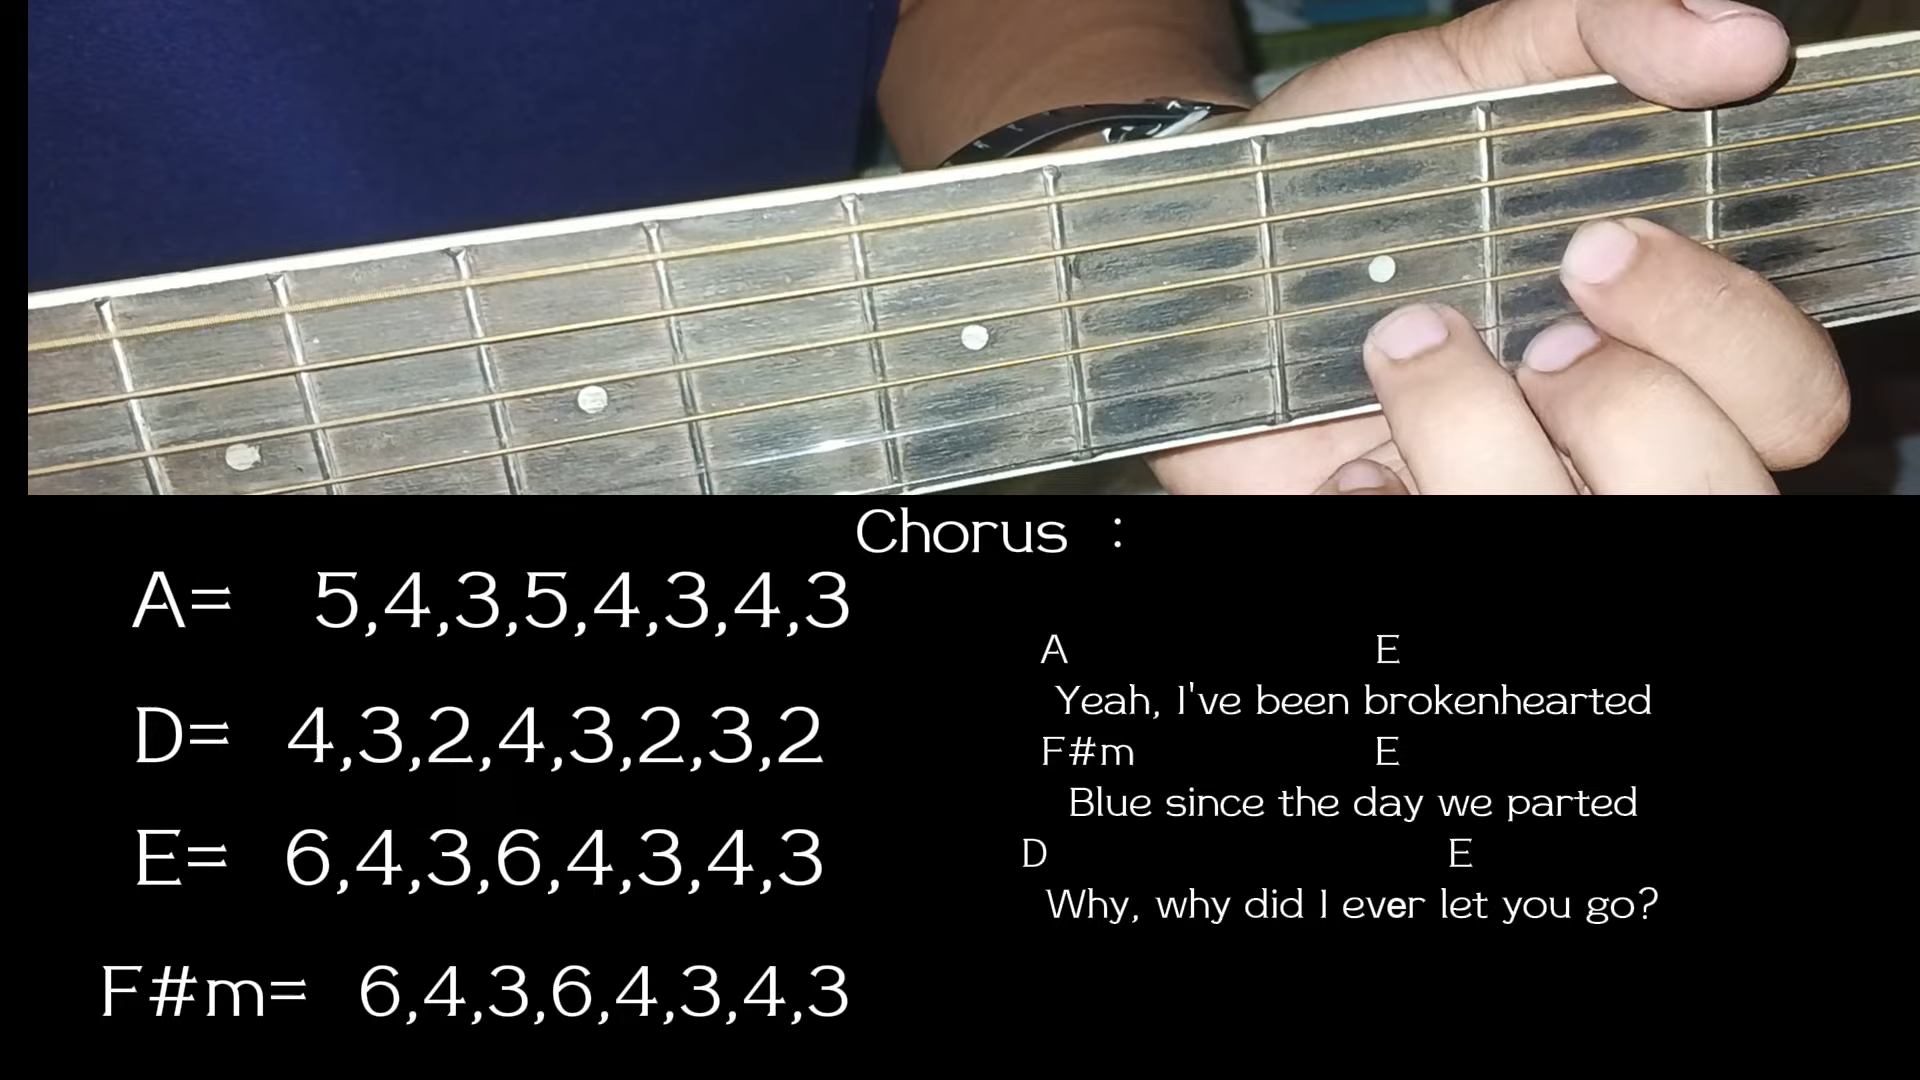 Chorus :
A= 5,4,3,5,4,3,4,3
D= 4,3,2,4,3,2,3,2
E= 6,4,3,6,4,3,4,3
F#m= 6,4,3,6,4,3,4,3
A E
Yeah, I've been brokenhearted
F#m E
Blue since the day we parted
D E
Why, why did I ever let you go?